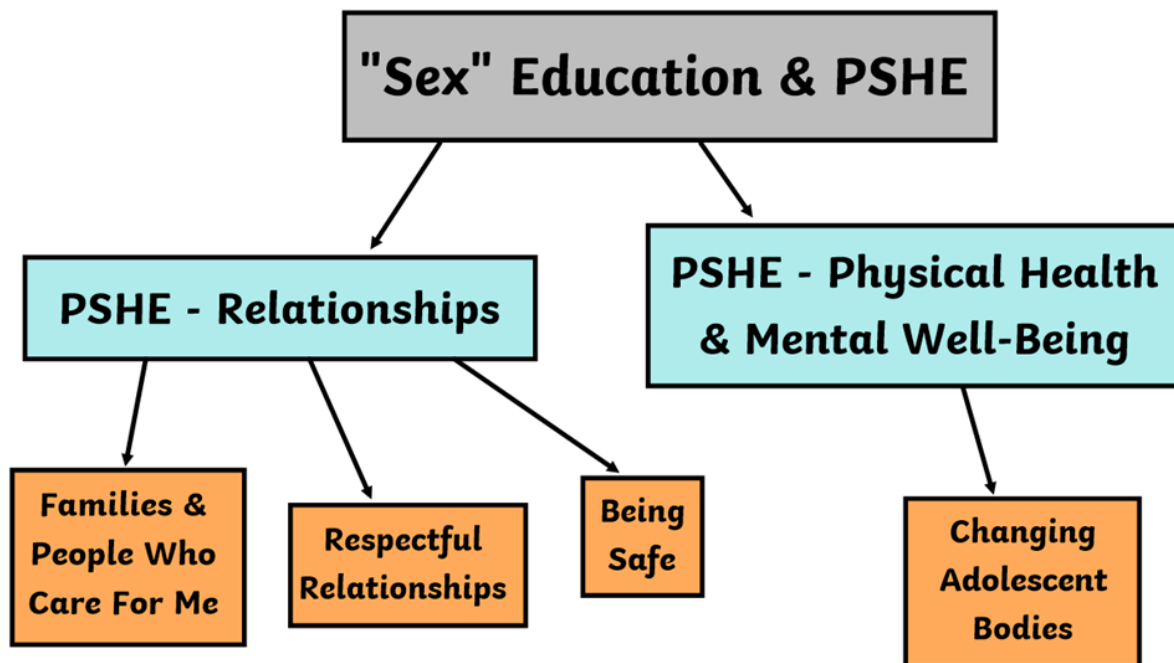 "Sex" Education & PSHE
PSHE - Relationships
PSHE - Physical Health
& Mental Well-Being
Families &
People Who
Care For Me
Respectful
Relationships
Being
Safe
Changing
Adolescent
Bodies